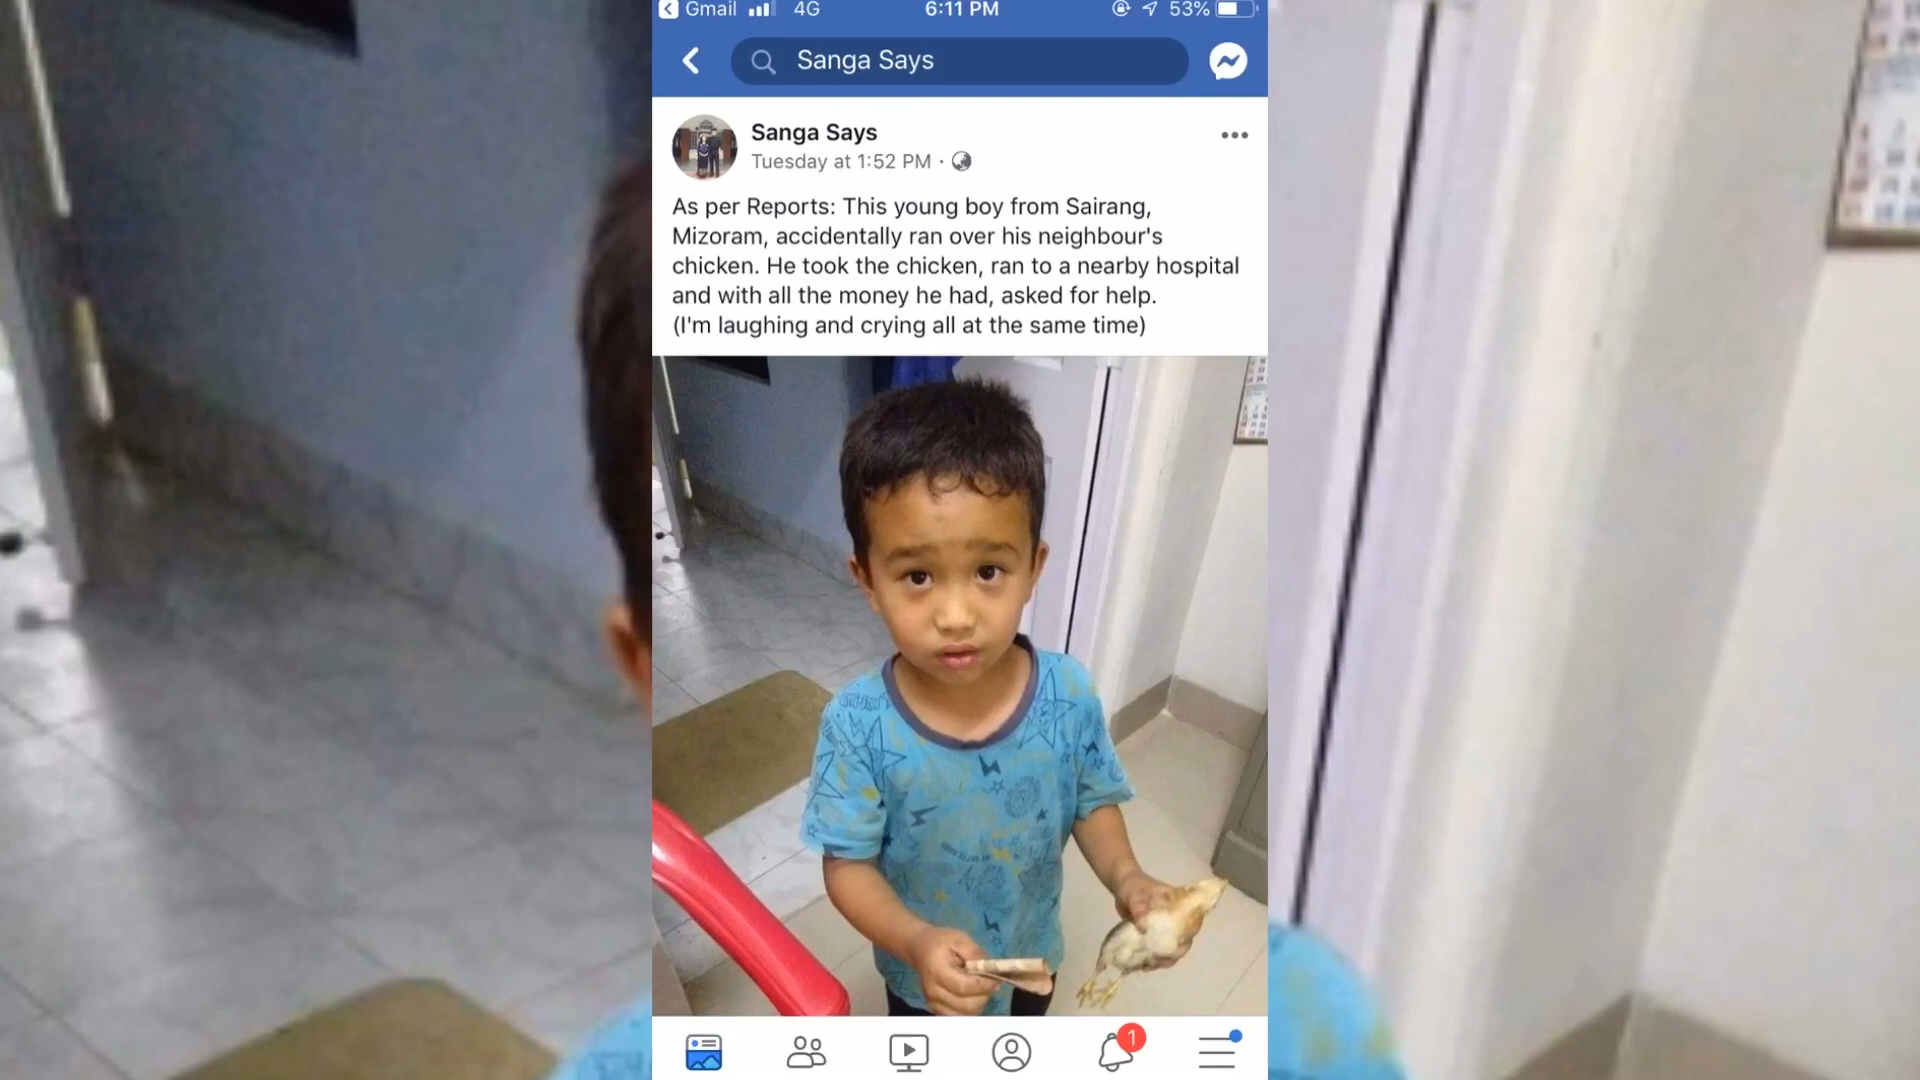 Gmail 4G 6:11 PM 53%
Sanga Says
Sanga Says
Tuesday at 1:52 PM ·
As per Reports: This young boy from Sairang,
Mizoram, accidentally ran over his neighbour's
chicken. He took the chicken, ran to a nearby hospital
and with all the money he had, asked for help.
(I'm laughing and crying all at the same time)
1